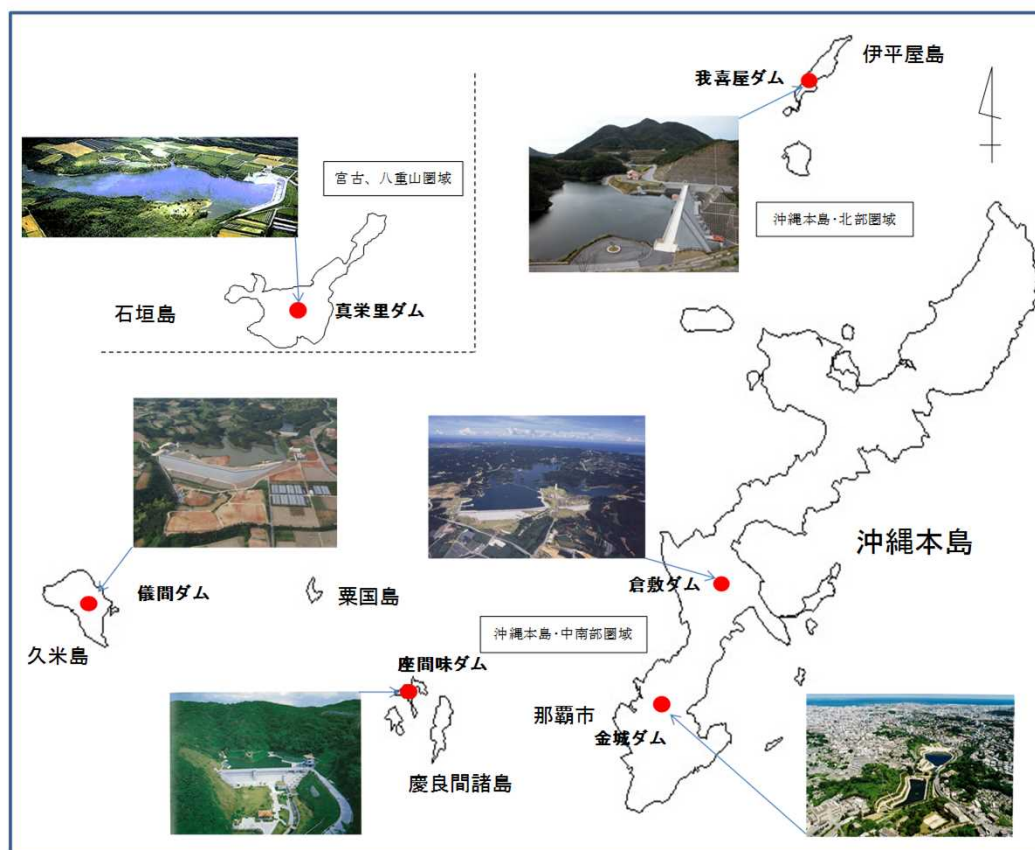 伊平屋島
我喜屋ダム
宮古、八重山圏域
沖縄本島・北部圏域
石垣島
真栄里ダム
沖縄本島
倉敷ダム
儀間ダム
粟国島
沖縄本島・中南部圏域
久米島
座間味ダム
那覇市
金城ダム
慶良間諸島